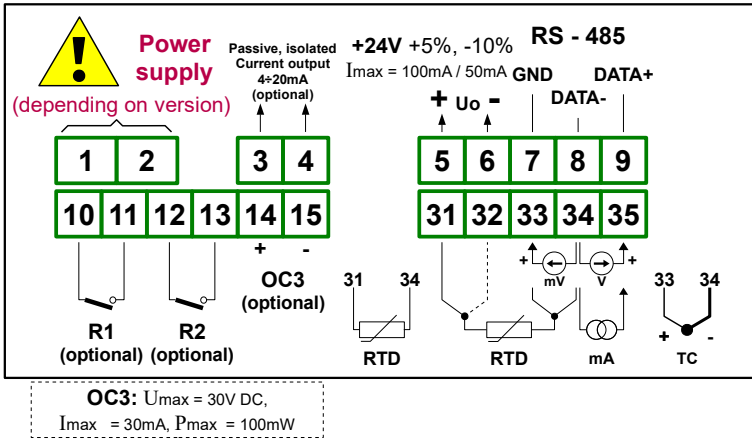 !
Power
supply
(depending on version)
Passive, isolated
Current output
4÷20mA
(optional)
+24V +5%, -10%
Imax = 100mA / 50mA
+ Uo -
RS - 485
GND DATA+
DATA-
1 2 3 4 5 6 7 8 9
10 11 12 13 14 15 31 32 33 34 35
+ -
OC3
(optional)
R1
(optional)
R2
(optional)
31 34
RTD
RTD
+ mV
V +
mA
33 34
+ -
TC
OC3: Umax = 30V DC,
Imax = 30mA, Pmax = 100mW